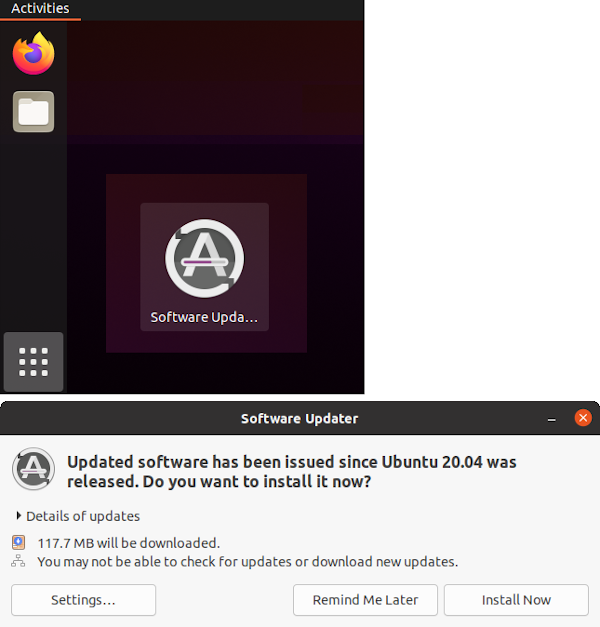 Activities
Software Upda...
Software Updater
Updated software has been issued since Ubuntu 20.04 was
released. Do you want to install it now?
Details of updates
117.7 MB will be downloaded.
You may not be able to check for updates or download new updates.
Settings...
Remind Me Later
Install Now